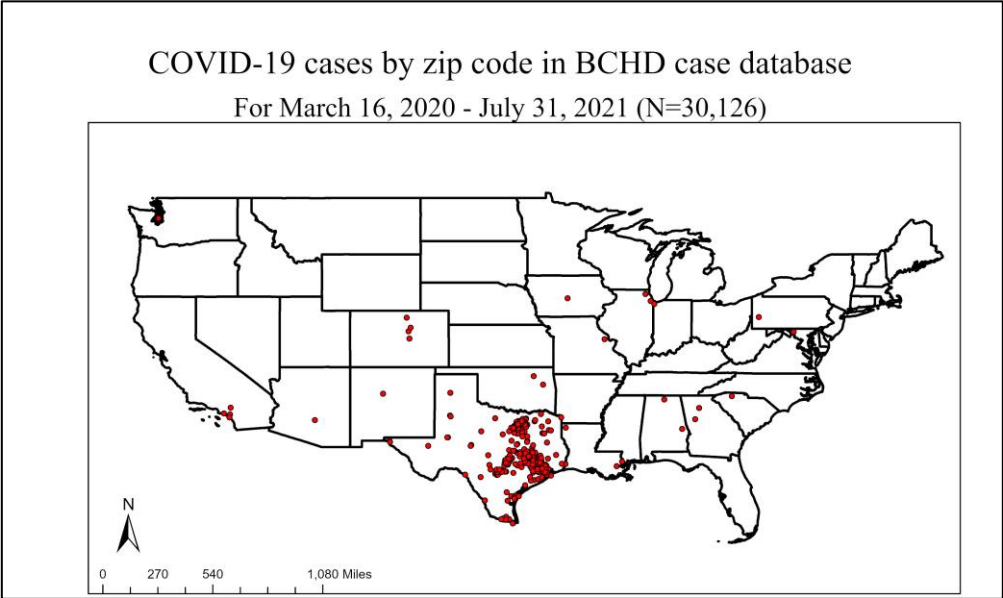 COVID-19 cases by zip code in BCHD case database
For March 16, 2020 - July 31, 2021 (N=30,126)
N
0 270 540 1,080 Miles